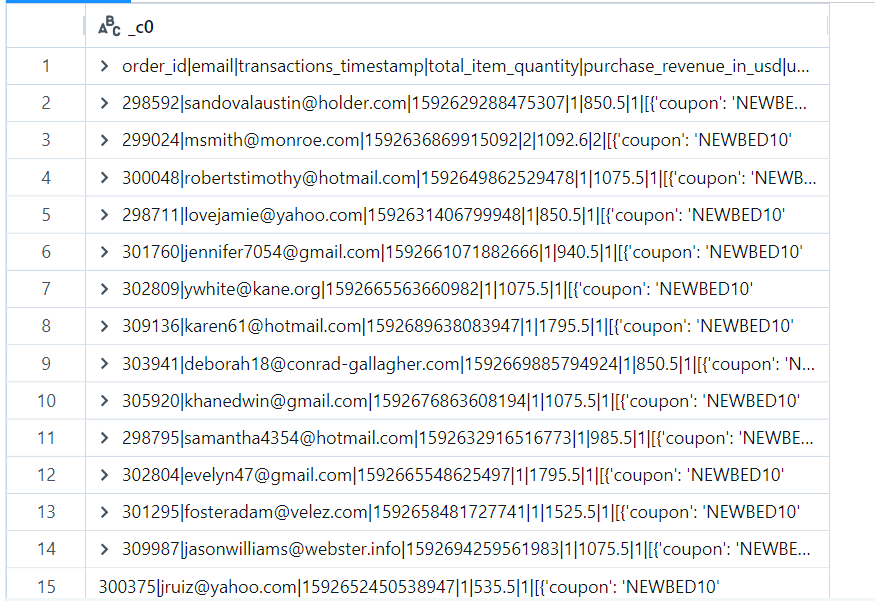 ABC _c0
1 order_id|email|transactions_timestamp|total_item_quantity|purchase_revenue_in_usd|u...
2 298592|sandovalaustin@holder.com|1592629288475307|1|850.5|1|[{'coupon': 'NEWBE...
3 299024|msmith@monroe.com|1592636869915092|2|1092.6|2|[{'coupon': 'NEWBED10'
4 300048|robertstimothy@hotmail.com|1592649862529478|1|1075.5|1|[{'coupon': 'NEWB...
5 298711|lovejamie@yahoo.com|1592631406799948|1|850.5|1|[{'coupon': 'NEWBED10'
6 301760|jennifer7054@gmail.com|1592661071882666|1|940.5|1|[{'coupon': 'NEWBED10'
7 302809|ywhite@kane.org|1592665563660982|1|1075.5|1|[{'coupon': 'NEWBED10'
8 309136|karen61@hotmail.com|1592689638083947|1|1795.5|1|[{'coupon': 'NEWBED10'
9 303941|deborah18@conrad-gallagher.com|1592669885794924|1|850.5|1|[{'coupon': 'N...
10 305920|khanedwin@gmail.com|1592676863608194|1|1075.5|1|[{'coupon': 'NEWBED10'
11 298795|samantha4354@hotmail.com|1592632916516773|1|985.5|1|[{'coupon': 'NEWBE...
12 302804|evelyn47@gmail.com|1592665548625497|1|1795.5|1|[{'coupon': 'NEWBED10'
13 301295|fosteradam@velez.com|1592658481727741|1|1525.5|1|[{'coupon': 'NEWBED10'
14 309987|jasonwilliams@webster.info|1592694259561983|1|1075.5|1|[{'coupon': 'NEWBE...
15 300375|jruiz@yahoo.com|1592652450538947|1|535.5|1|[{'coupon': 'NEWBED10'